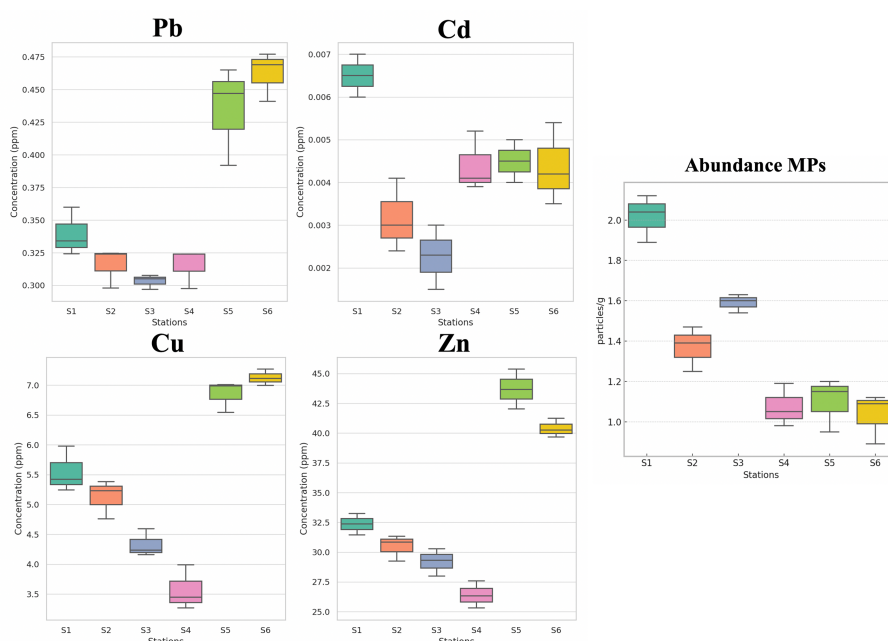 Pb
Concentration (ppm)
0.475
0.450
0.425
0.400
0.375
0.350
0.325
0.300
S1 S2 S3 S4 S5 S6
Stations
Cd
Concentration (ppm)
0.007
0.006
0.005
0.004
0.003
0.002
S1 S2 S3 S4 S5 S6
Stations
Abundance MPs
particles/g
2.0
1.8
1.6
1.4
1.2
1.0
S1 S2 S3 S4 S5 S6
Stations
Cu
Concentration (ppm)
7.0
6.5
6.0
5.5
5.0
4.5
4.0
3.5
S1 S2 S3 S4 S5 S6
Stations
Zn
Concentration (ppm)
45.0
42.5
40.0
37.5
35.0
32.5
30.0
27.5
25.0
S1 S2 S3 S4 S5 S6
Stations